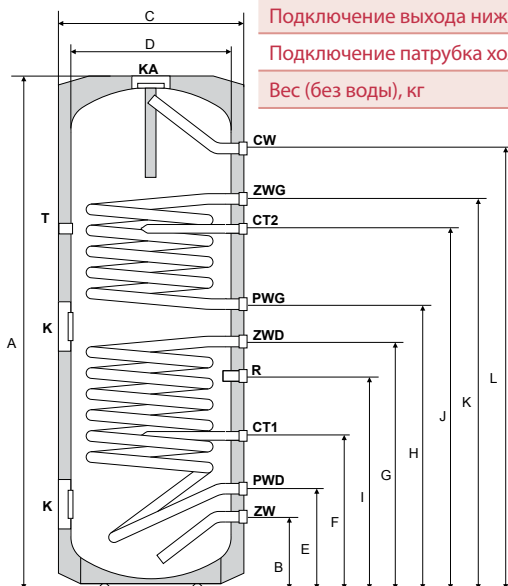 C
Подключение выхода ниж
D
Подключение патрубка хо
KA
Вес (без воды), кг
CW
ZWG
T
CT2
PWG
K
ZWD
A
L
R
K
J
H
CT1
G
I
PWD
K
F
ZW
E
B